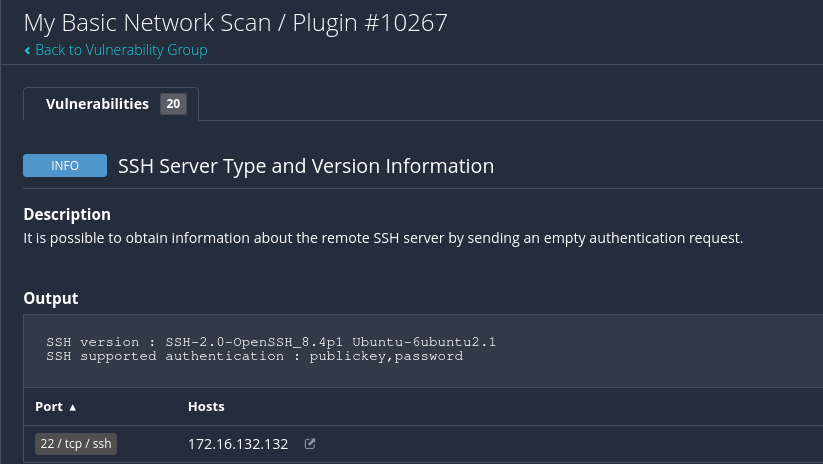 My Basic Network Scan / Plugin #10267
‹ Back to Vulnerability Group
Vulnerabilities 20
INFO SSH Server Type and Version Information
Description
It is possible to obtain information about the remote SSH server by sending an empty authentication request.
Output
SSH version : SSH-2.0-OpenSSH_8.4p1 Ubuntu-6ubuntu2.1
SSH supported authentication : publickey,password
Port ▲ Hosts
22 / tcp / ssh 172.16.132.132